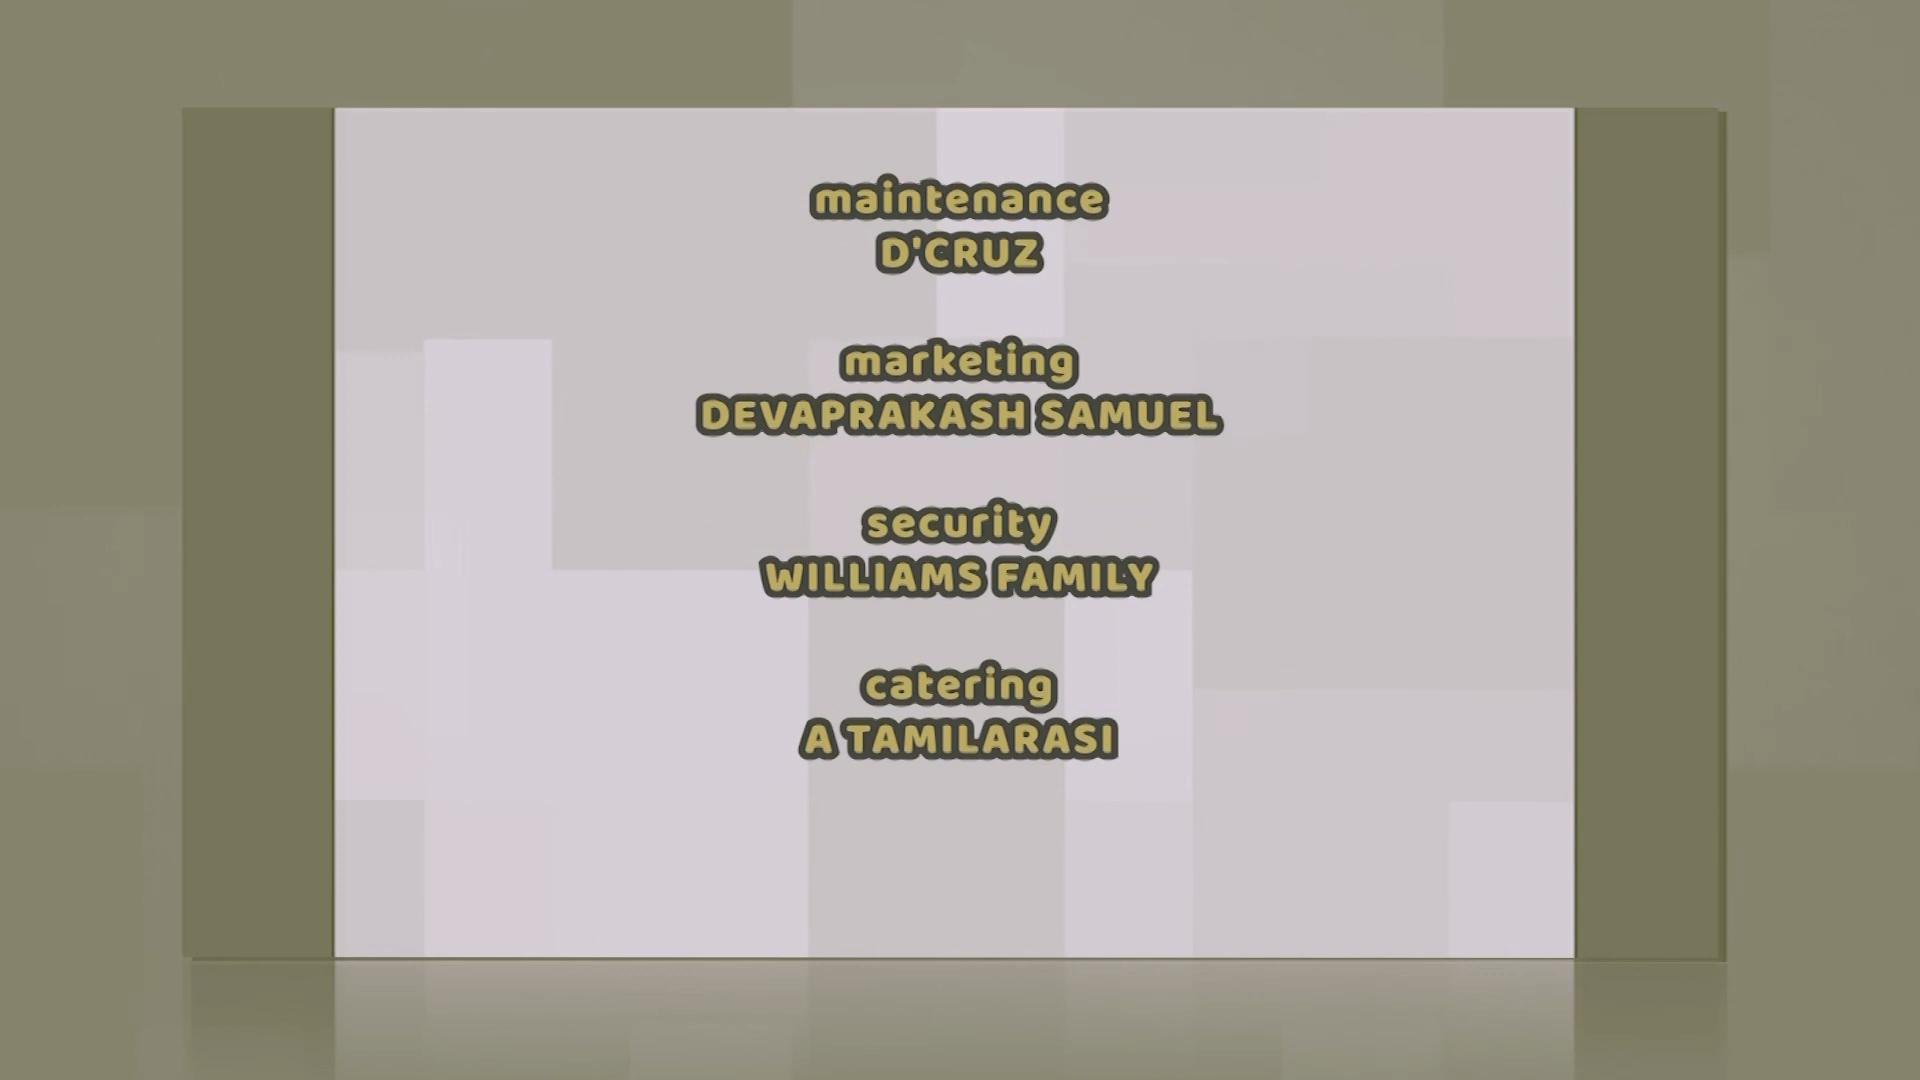 maintenance
D'CRUZ
marketing
DEVAPRAKASH SAMUEL
security
WILLIAMS FAMILY
catering
A TAMILARASI